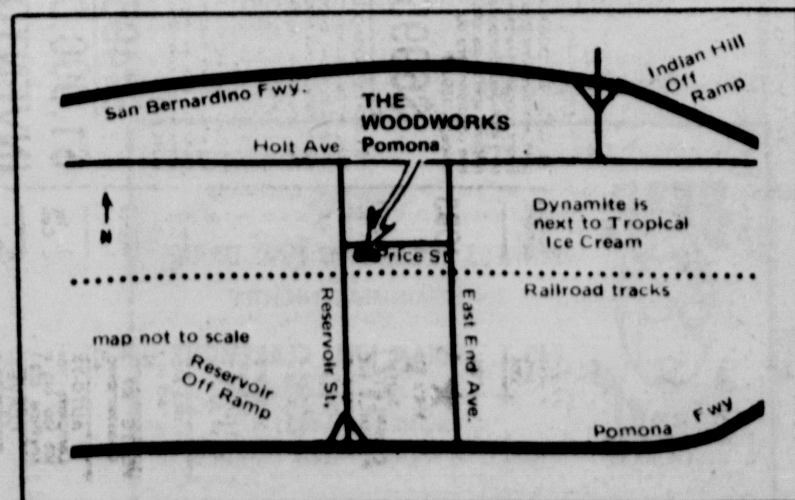 San Bernardino Fwy.
Indian Hill
Off
Ramp
THE
WOODWORKS
Pomona
Holt Ave
N
Dynamite is
next to Tropical
Ice Cream
Price St
Railroad tracks
Reservoir St.
East End Ave.
map not to scale
Reservoir
Off Ramp
Pomona Fwy